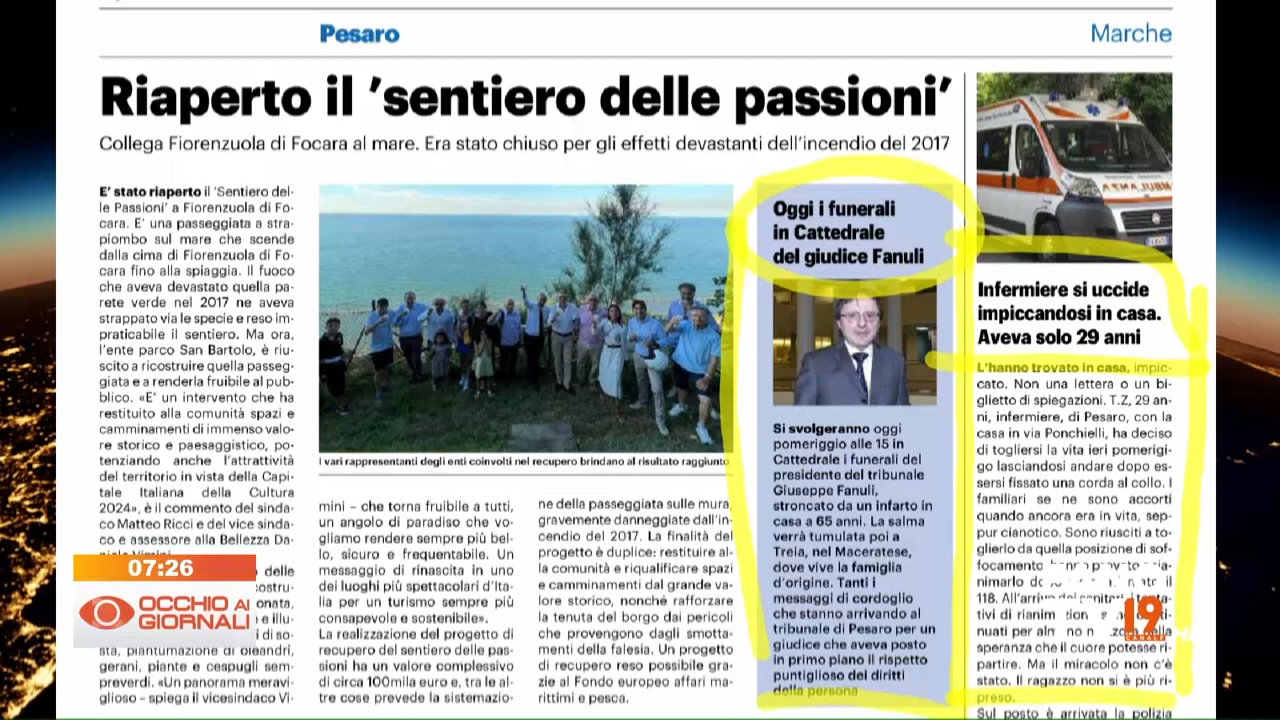 Pesaro
Marche
Riaperto il 'sentiero delle passioni'
Collega Fiorenzuola di Focara al mare. Era stato chiuso per gli effetti devastanti dell'incendio del 2017
E' stato riaperto il 'Sentiero del-
le Passioni' a Fiorenzuola di Fo-
cara. E' una passeggiata a stra-
piombo sul mare che scende
dalla cima di Fiorenzuola di Fo-
cara fino alla spiaggia. Il fuoco
che aveva devastato quella pa-
rete verde nel 2017 ne aveva
strappato via le specie e reso im-
praticabile il sentiero. Ma ora,
l'ente parco San Bartolo, è riu-
scito a ricostruire quella passeg-
giata e a renderla fruibile al pub-
blico. «E' un intervento che ha
restituito alla comunità spazi e
camminamenti di immenso valo-
re storico e paesaggistico, po-
tenziando anche l'attrattività
del territorio in vista della Capi-
tale Italiana della Cultura
2024», è il commento del sinda-
co Matteo Ricci e del vice sinda-
co e assessore alla Bellezza Da-
delle
costru-
onata,
e e illu-
i di so-
sta, piantumazione di oleandri,
gerani, piante e cespugli sem-
preverdi. «Un panorama meravi-
glioso – spiega il vicesindaco Vi-
I vari rappresentanti degli enti coinvolti nel recupero brindano al risultato raggiunto
mini – che torna fruibile a tutti,
un angolo di paradiso che vo-
gliamo rendere sempre più bel-
lo, sicuro e frequentabile. Un
messaggio di rinascita in uno
dei luoghi più spettacolari d'Ita-
lia per un turismo sempre più
consapevole e sostenibile».
La realizzazione del progetto di
recupero del sentiero delle pas-
sioni ha un valore complessivo
di circa 100mila euro e, tra le al-
tre cose prevede la sistemazio-
ne della passeggiata sulle mura,
gravemente danneggiate dall'in-
cendio del 2017. La finalità del
progetto è duplice: restituire al-
la comunità e riqualificare spazi
e camminamenti dal grande va-
lore storico, nonché rafforzare
la tenuta del borgo dai pericoli
che provengono dagli smotta-
menti della falesia. Un progetto
di recupero reso possibile gra-
zie al Fondo europeo affari ma-
rittimi e pesca.
Oggi i funerali
in Cattedrale
del giudice Fanuli
Si svolgeranno oggi
pomeriggio alle 15 in
Cattedrale i funerali del
presidente del tribunale
Giuseppe Fanuli,
stroncato da un infarto in
casa a 65 anni. La salma
verrà tumulata poi a
Treia, nel Maceratese,
dove vive la famiglia
d'origine. Tanti i
messaggi di cordoglio
che stanno arrivando al
tribunale di Pesaro per un
giudice che aveva posto
in primo piano il rispetto
puntiglioso dei diritti
della persona
Infermiere si uccide
impiccandosi in casa.
Aveva solo 29 anni
L'hanno trovato in casa, impic-
cato. Non una lettera o un bi-
glietto di spiegazioni. T.Z, 29 an-
ni, infermiere, di Pesaro, con la
casa in via Ponchielli, ha deciso
di togliersi la vita ieri pomerig-
go lasciandosi andare dopo es-
sersi fissato una corda al collo. I
familiari se ne sono accorti
quando ancora era in vita, sep-
pur cianotico. Sono riusciti a to-
glierlo da quella posizione di sof-
focamento
nimarlo il
118. All'arrivo
tivi di rianim
nuati per
speranza che il cuore potesse ri-
partire. Ma il miracolo non c'è
stato. Il ragazzo non si è più ri-
preso.
Sul posto è arrivata la polizia
07:26
OCCHIO AI
GIORNALI
19
CANALE